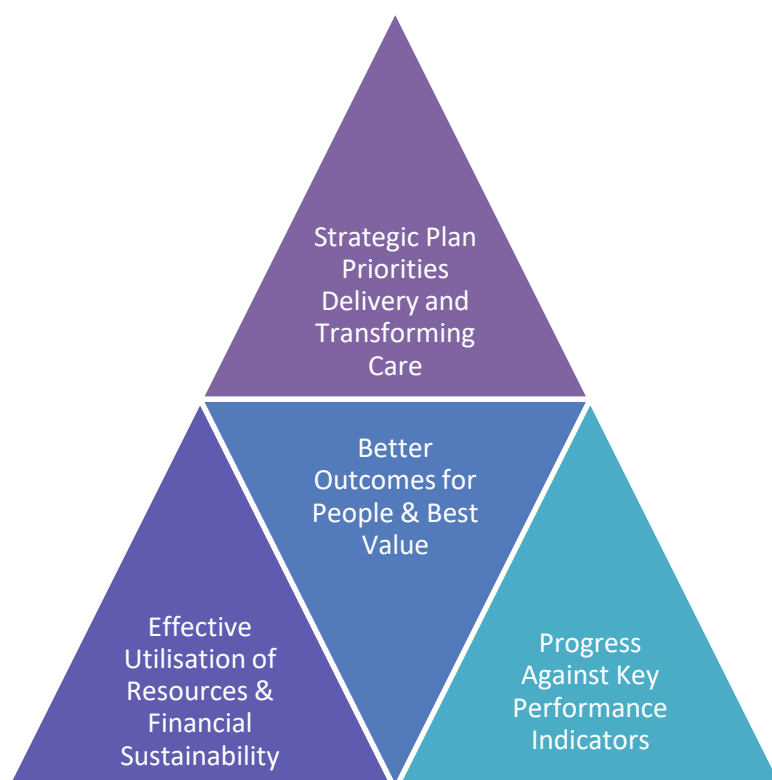 Strategic Plan
Priorities
Delivery and
Transforming
Care
Better
Outcomes for
People & Best
Value
Effective
Utilisation of
Resources &
Financial
Sustainability
Progress
Against Key
Performance
Indicators